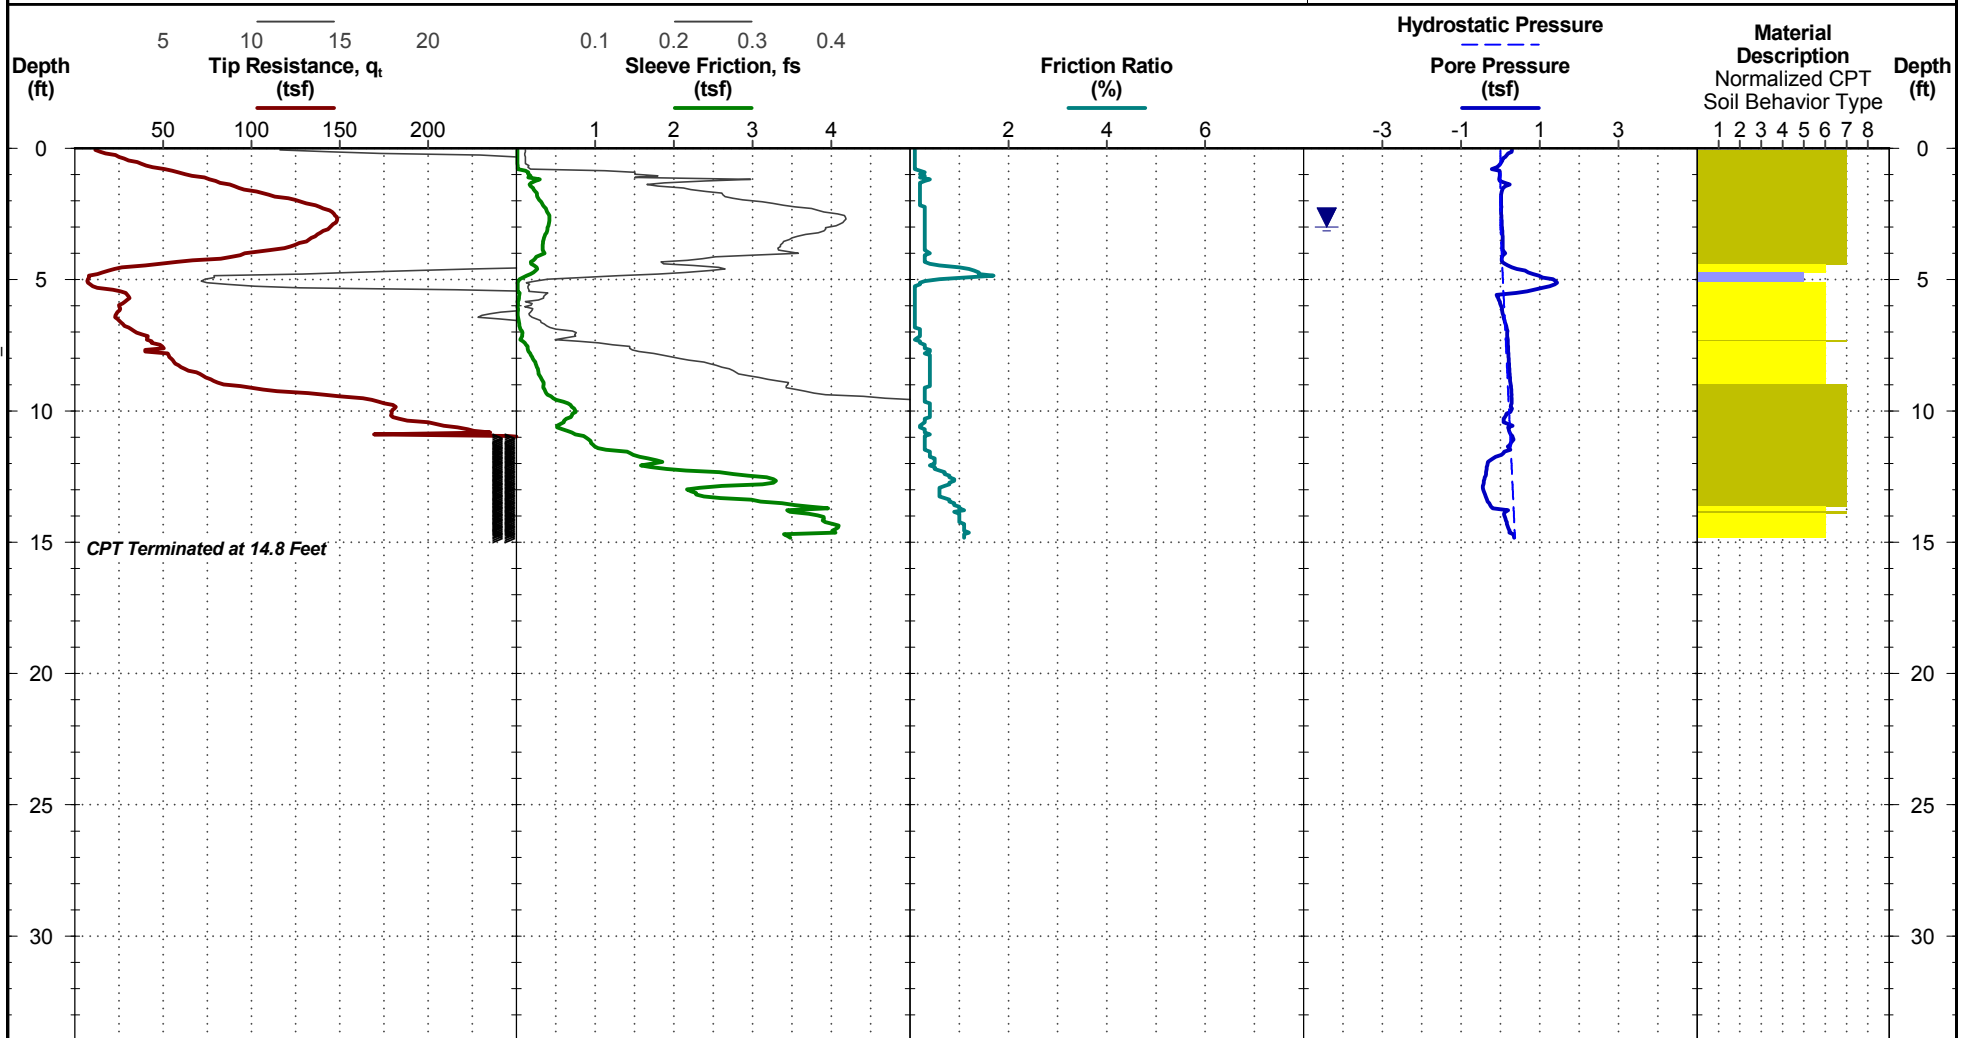 5 10 15 20
0.1 0.2 0.3 0.4
Hydrostatic Pressure
Material
Description
Normalized CPT
Soil Behavior Type
Depth
(ft)
Tip Resistance, qt
(tsf)
Sleeve Friction, fs
(tsf)
Friction Ratio
(%)
Pore Pressure
(tsf)
Depth
(ft)
50 100 150 200
1 2 3 4
2 4 6
-3 -1 1 3
1 2 3 4 5 6 7 8
0 0
5 5
10 10
CPT Terminated at 14.8 Feet
15 15
20 20
25 25
30 30